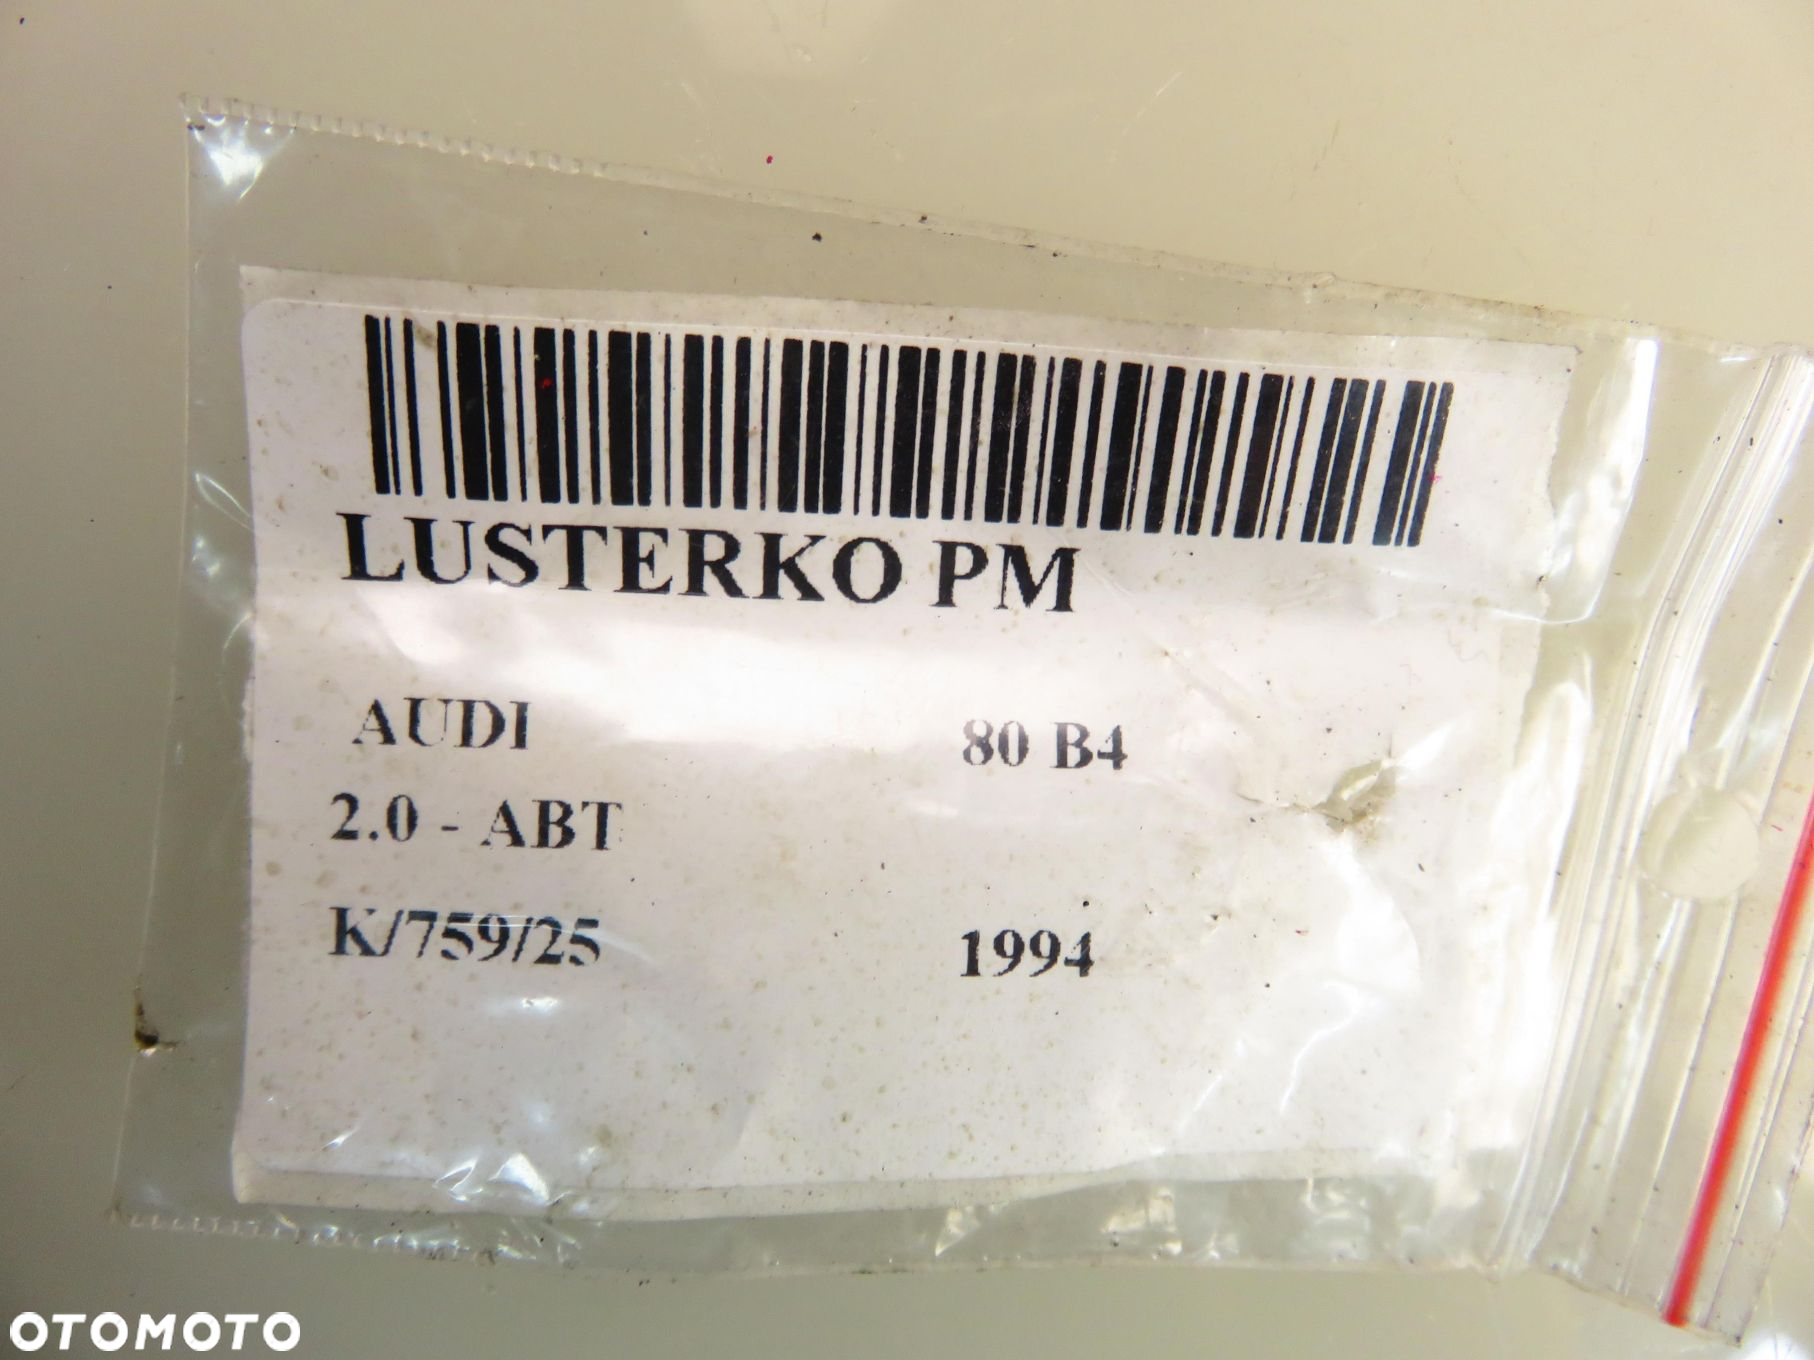 LUSTERKO PM
AUDI 80 B4
2.0 - ABT
K/759/25 1994
OTOMOTO